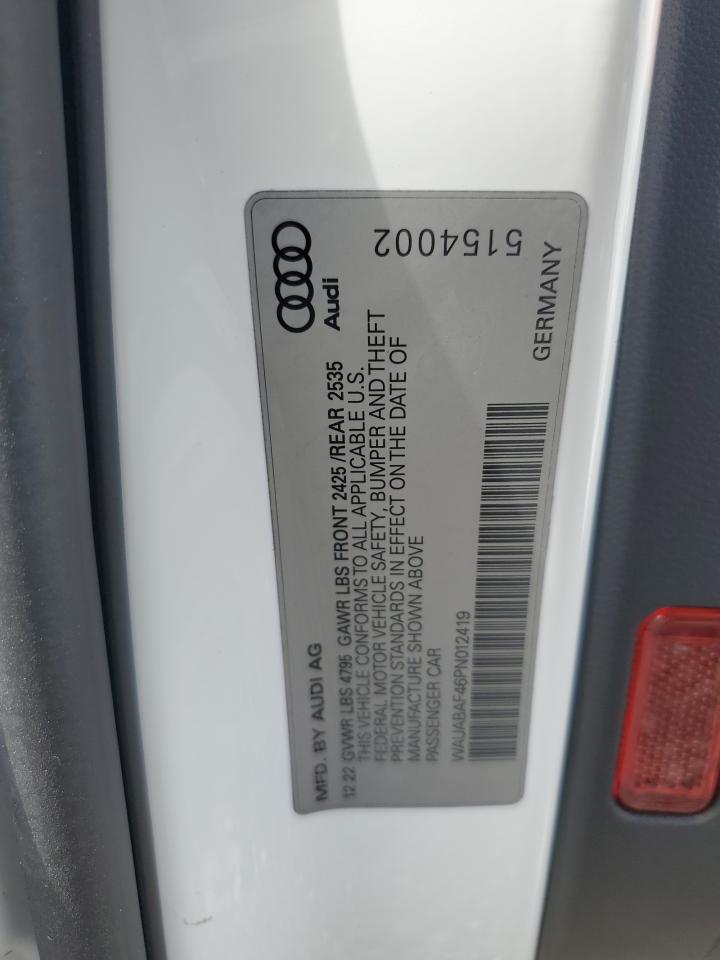 MFD. BY AUDI AG
Audi
12.22 GVWR LBS 4795 GAWR LBS FRONT 2425 /REAR 2535
THIS VEHICLE CONFORMS TO ALL APPLICABLE U.S.
FEDERAL MOTOR VEHICLE SAFETY, BUMPER AND THEFT
PREVENTION STANDARDS IN EFFECT ON THE DATE OF
MANUFACTURE SHOWN ABOVE
PASSENGER CAR
WAUABAF46PN012419
GERMANY
5154002